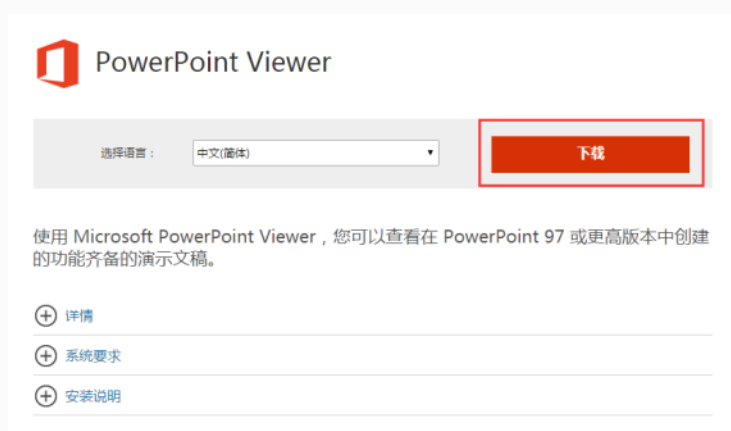 PowerPoint Viewer
选择语言： 中文(简体) 下载
使用 Microsoft PowerPoint Viewer，您可以查看在 PowerPoint 97 或更高版本中创建
的功能齐备的演示文稿。
详情
系统要求
安装说明